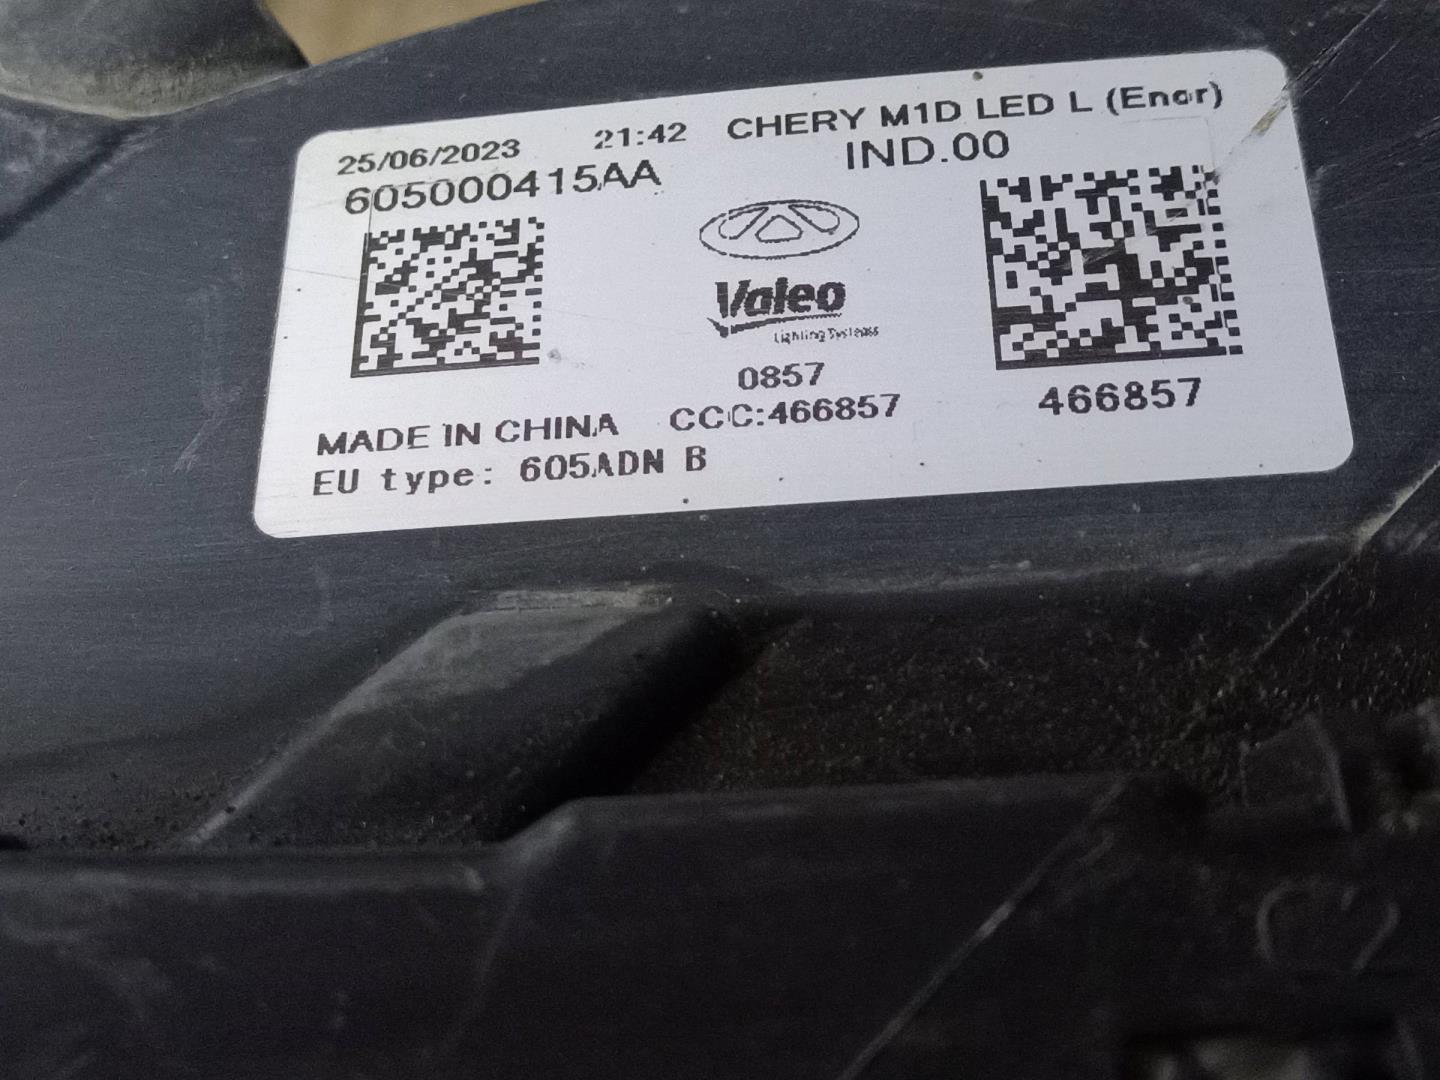 25/06/2023 21:42 CHERY M1D LED L (Enor)
605000415AA IND.00
Valeo
Lighting Systems
0857
466857
MADE IN CHINA CCC:466857
EU type: 605ADN B